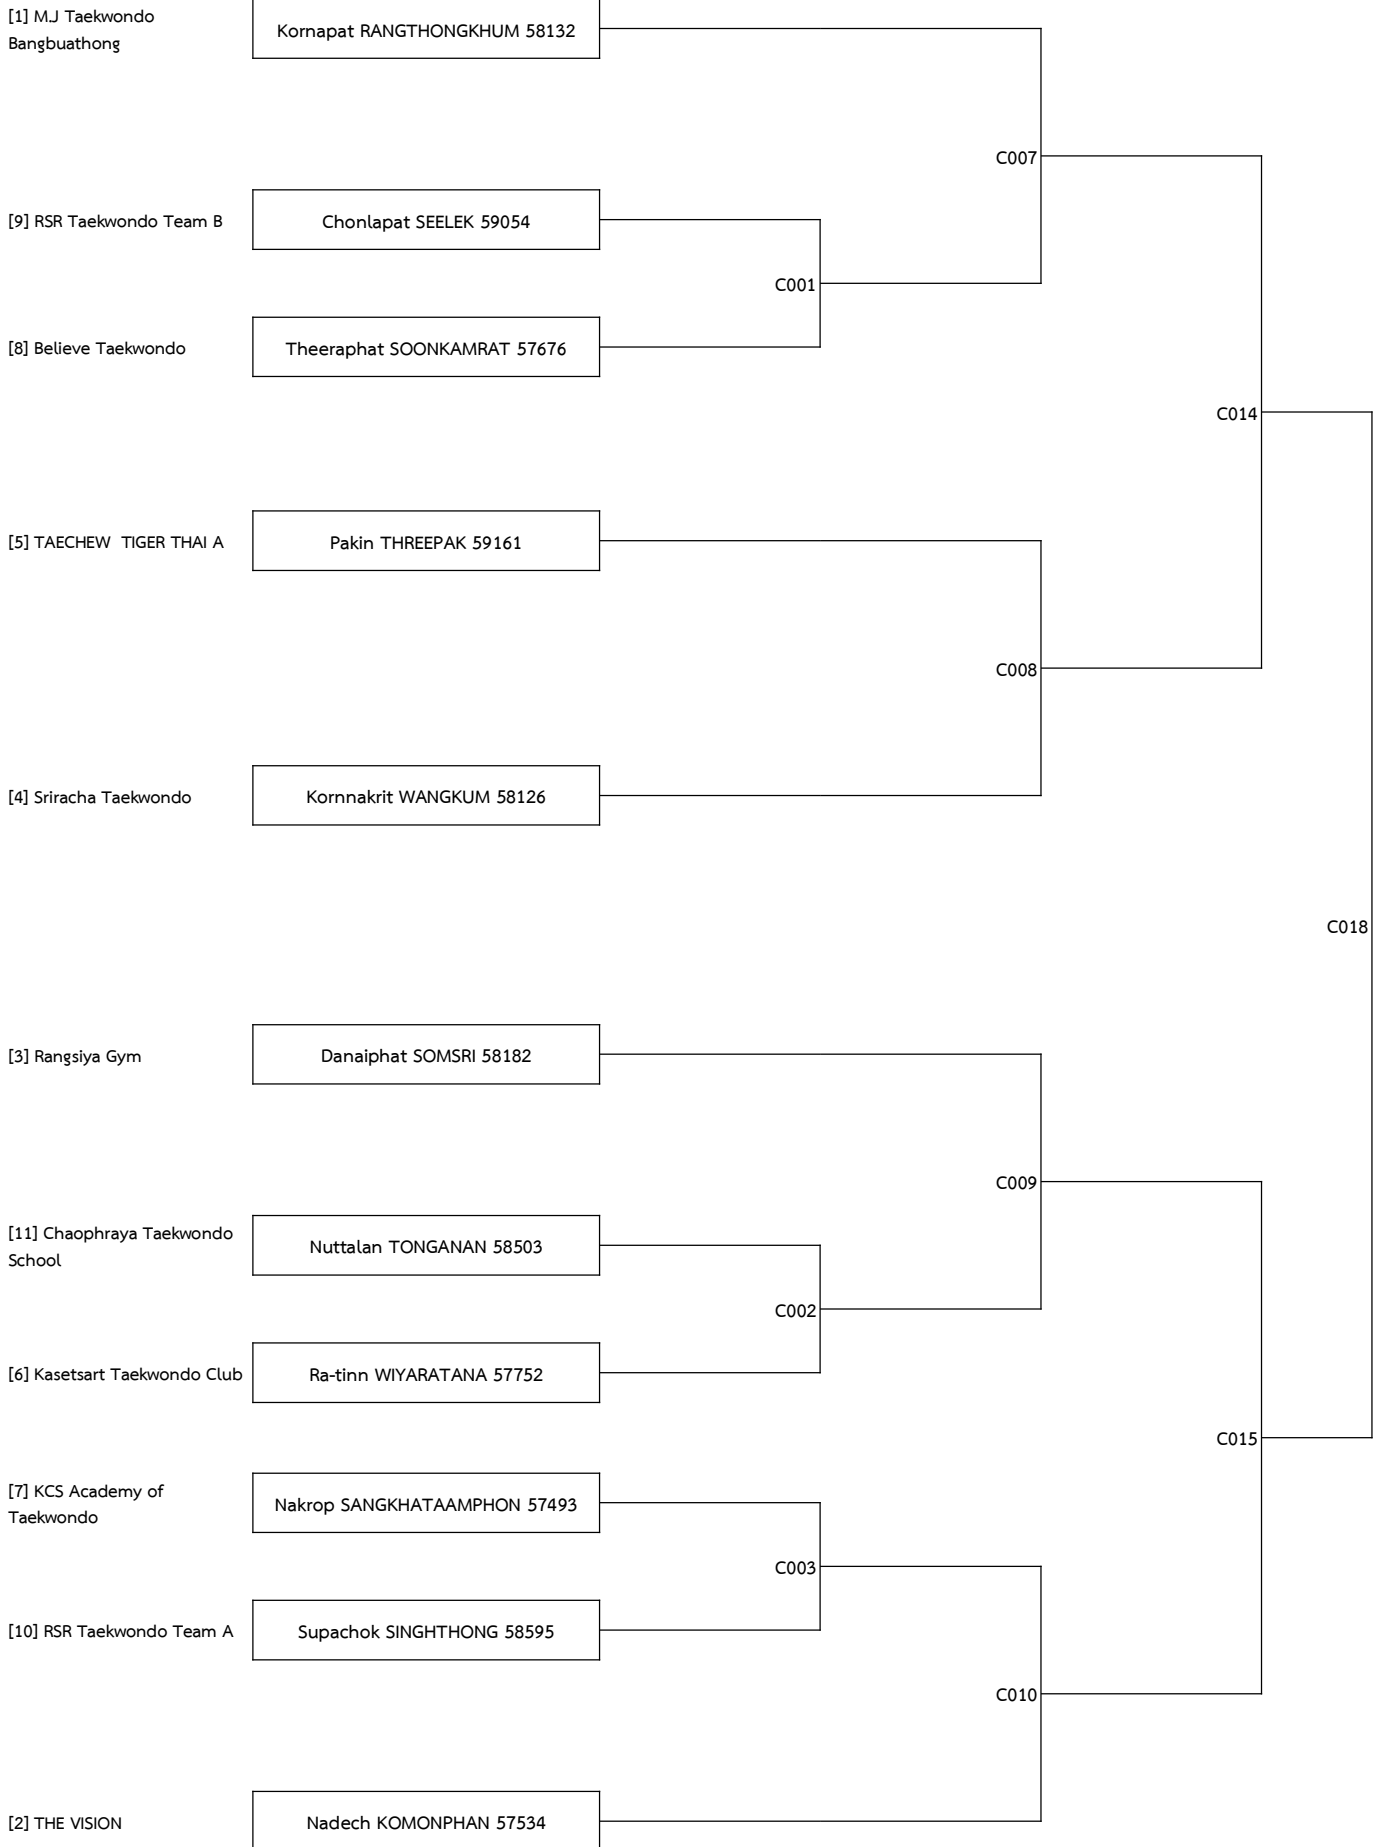 [1] M.J Taekwondo
Bangbuathong
Kornapat RANGTHONGKHUM 58132
C007
[9] RSR Taekwondo Team B
Chonlapat SEELEK 59054
C001
[8] Believe Taekwondo
Theeraphat SOONKAMRAT 57676
C014
[5] TAECHEW  TIGER THAI A
Pakin THREEPAK 59161
C008
[4] Sriracha Taekwondo
Kornnakrit WANGKUM 58126
C018
[3] Rangsiya Gym
Danaiphat SOMSRI 58182
C009
[11] Chaophraya Taekwondo
School
Nuttalan TONGANAN 58503
C002
[6] Kasetsart Taekwondo Club
Ra-tinn WIYARATANA 57752
C015
[7] KCS Academy of
Taekwondo
Nakrop SANGKHATAAMPHON 57493
C003
[10] RSR Taekwondo Team A
Supachok SINGHTHONG 58595
C010
[2] THE VISION
Nadech KOMONPHAN 57534